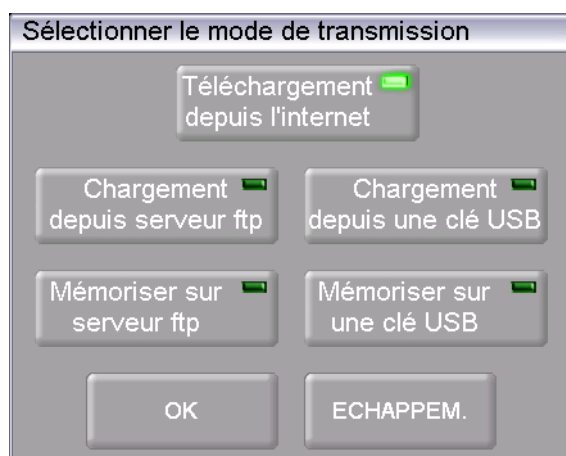 Sélectionner le mode de transmission
Téléchargement
depuis l'internet
Chargement
depuis serveur ftp
Chargement
depuis une clé USB
Mémoriser sur
serveur ftp
Mémoriser sur
une clé USB
OK
ECHAPPEM.